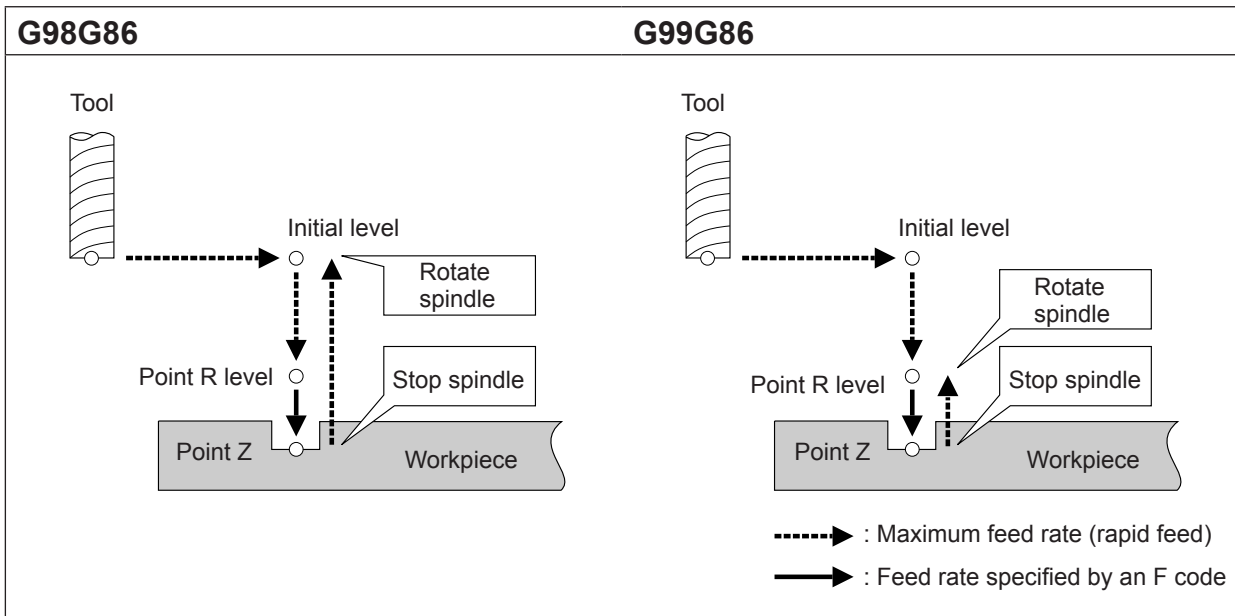 G98G86
Tool
Initial level
Rotate
spindle
Point R level
Stop spindle
Point Z
Workpiece
G99G86
Tool
Initial level
Rotate
spindle
Point R level
Stop spindle
Point Z
Workpiece
: Maximum feed rate (rapid feed)
: Feed rate specified by an F code